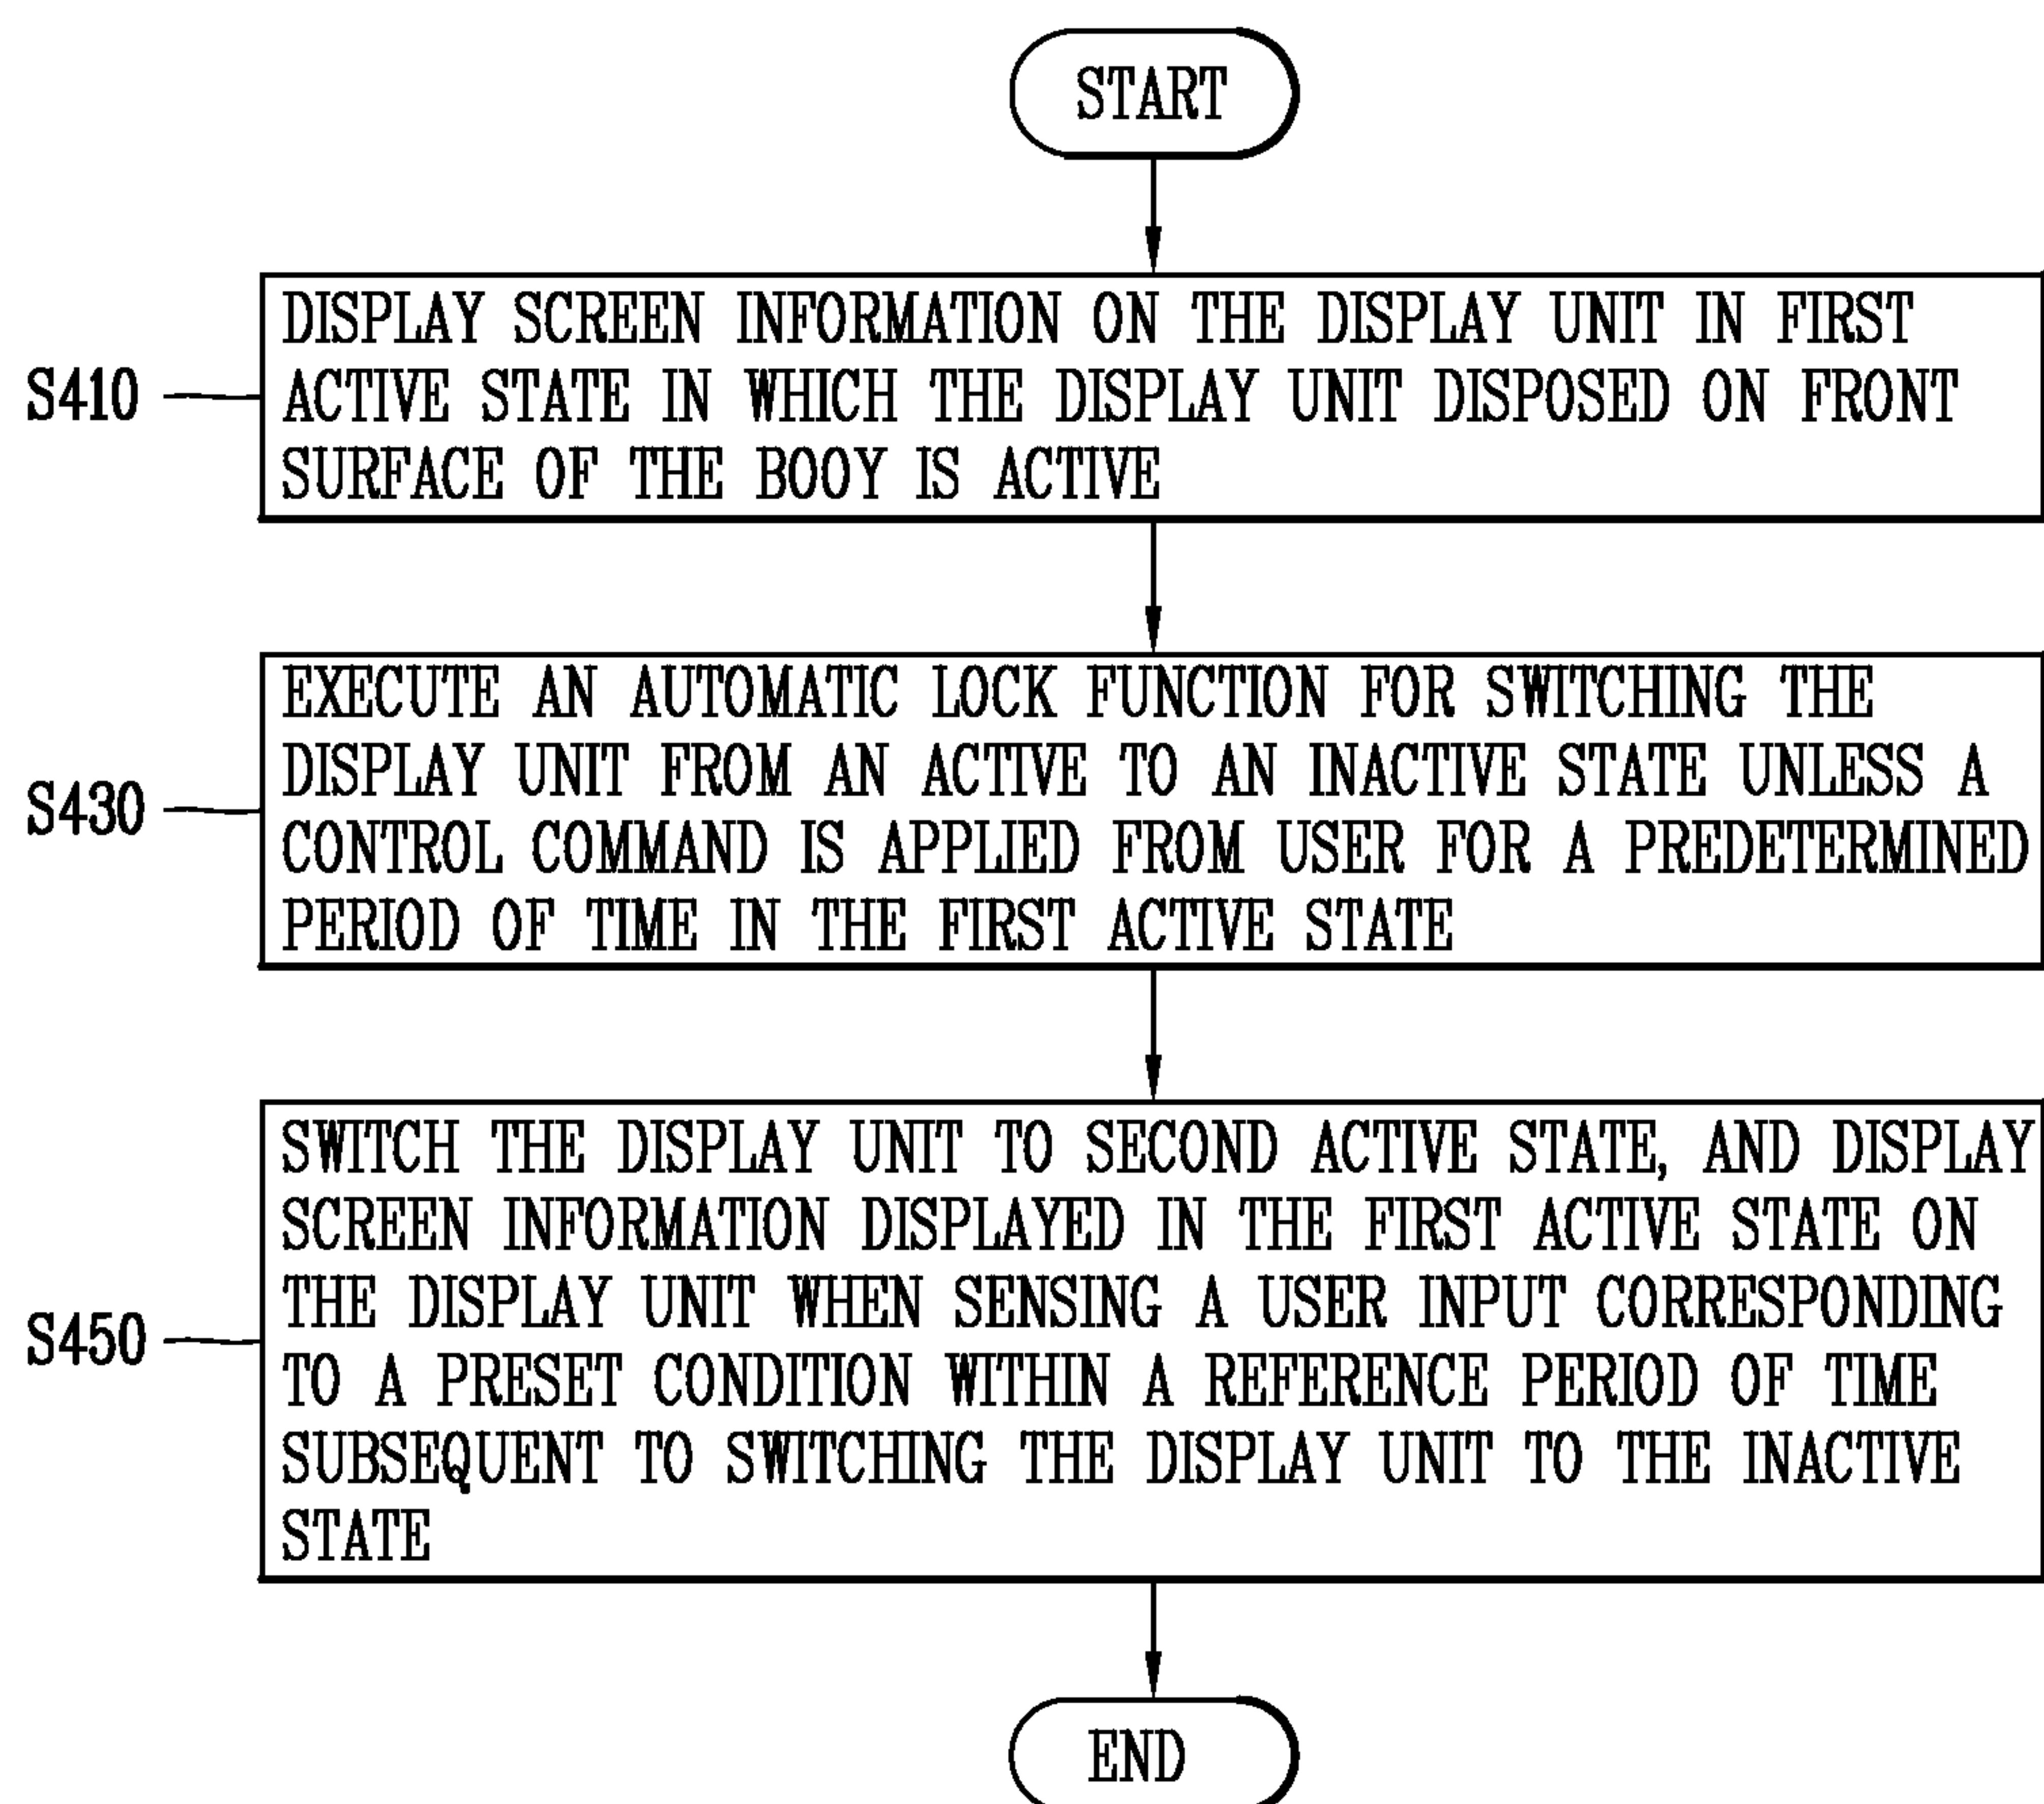 START
DISPLAY SCREEN INFORMATION ON THE DISPLAY UNIT IN FIRST
ACTIVE STATE IN WHICH THE DISPLAY UNIT DISPOSED ON FRONT
SURFACE OF THE BOOY IS ACTIVE
S410
EXECUTE AN AUTOMATIC LOCK FUNCTION FOR SWITCHING THE
DISPLAY UNIT FROM AN ACTIVE TO AN INACTIVE STATE UNLESS A
CONTROL COMMAND IS APPLIED FROM USER FOR A PREDETERMINED
PERIOD OF TIME IN THE FIRST ACTIVE STATE
S430
SWITCH THE DISPLAY UNIT TO SECOND ACTIVE STATE, AND DISPLAY
SCREEN INFORMATION DISPLAYED IN THE FIRST ACTIVE STATE ON
THE DISPLAY UNIT WHEN SENSING A USER INPUT CORRESPONDING
TO A PRESET CONDITION WITHIN A REFERENCE PERIOD OF TIME
SUBSEQUENT TO SWITCHING THE DISPLAY UNIT TO THE INACTIVE
STATE
S450
END